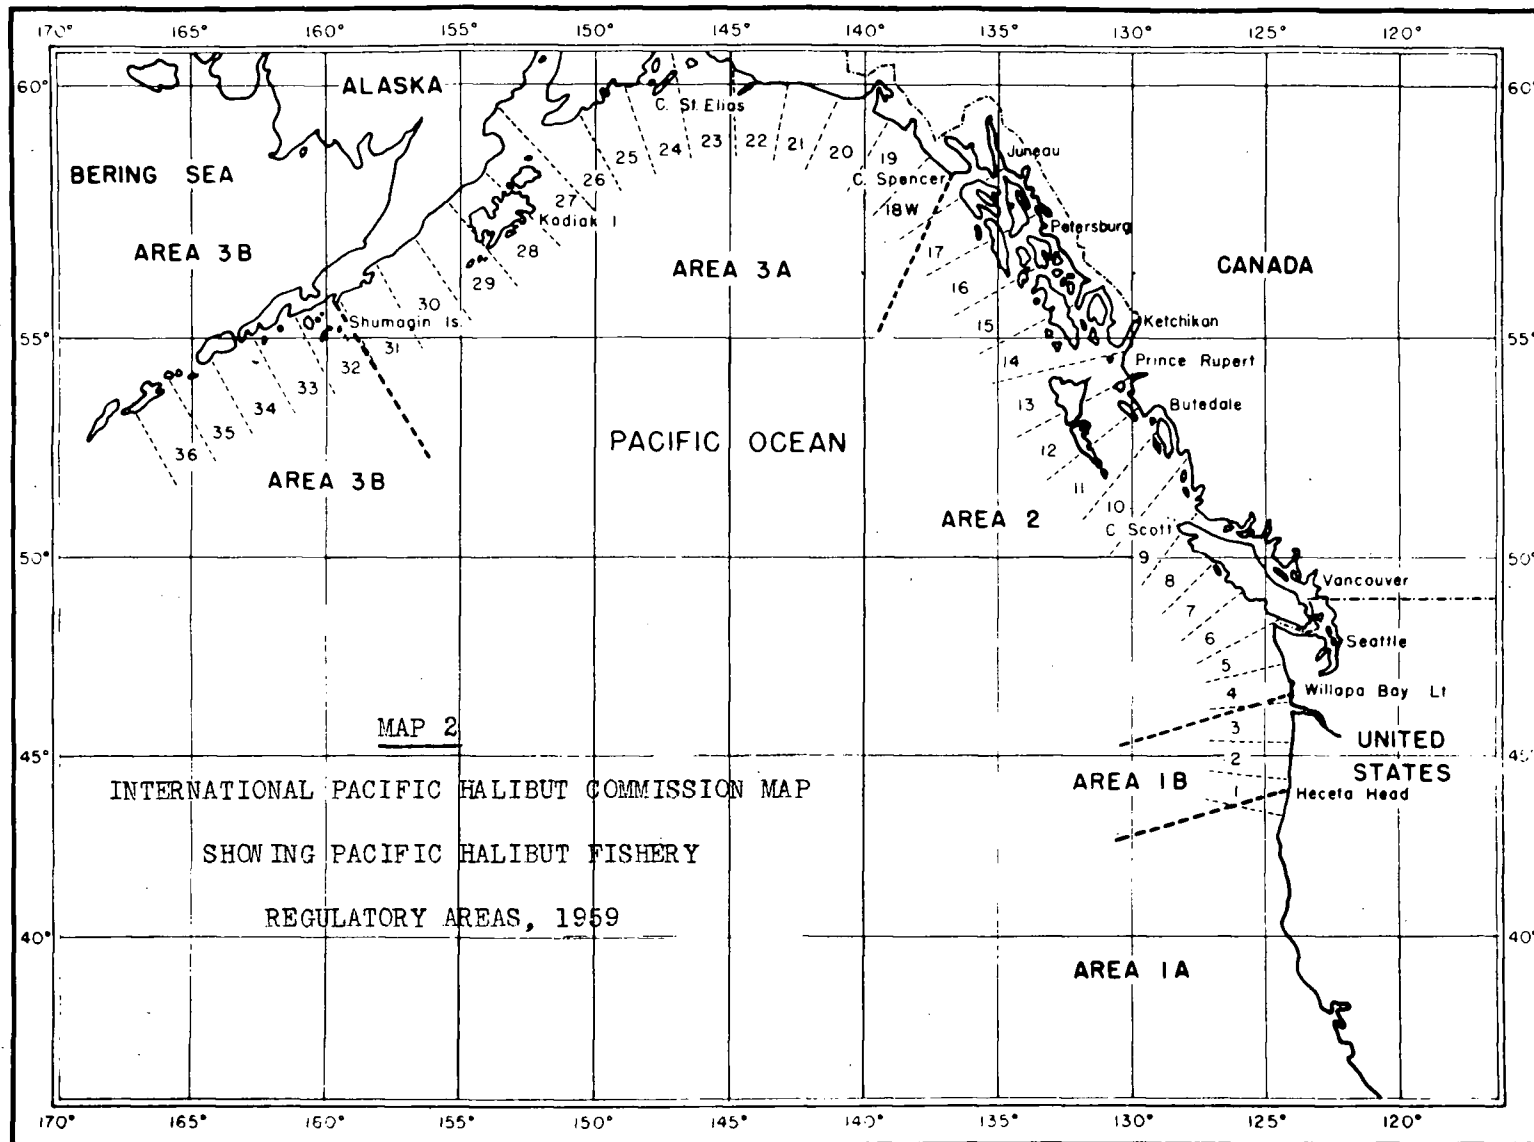 170° 165° 160° 155° 150° 145° 140° 135° 130° 125° 120°
60° ALASKA 60°
C. St. Elias
25 24 23 22 21 20 19
Juneau
C. Spencer
BERING SEA
26
27
18W
Kodiak I
28
Petersburg
AREA 3B
17
AREA 3A
CANADA
29
30
16
Shumagin Is.
31
15
Ketchikan
55° 55°
32
14
Prince Rupert
33
13
Butedale
34
35
36
PACIFIC OCEAN
12
AREA 3B
11
10
AREA 2
C. Scott
50° 9 50°
8
Vancouver
7
6
Seattle
5
4
Willapa Bay Lt
3
MAP 2
UNITED
STATES
45° 45°
2
AREA 1B
1
Heceta Head
INTERNATIONAL PACIFIC HALIBUT COMMISSION MAP
SHOWING PACIFIC HALIBUT FISHERY
REGULATORY AREAS, 1959
40° 40°
AREA 1A
170° 165° 160° 155° 150° 145° 140° 135° 130° 125° 120°